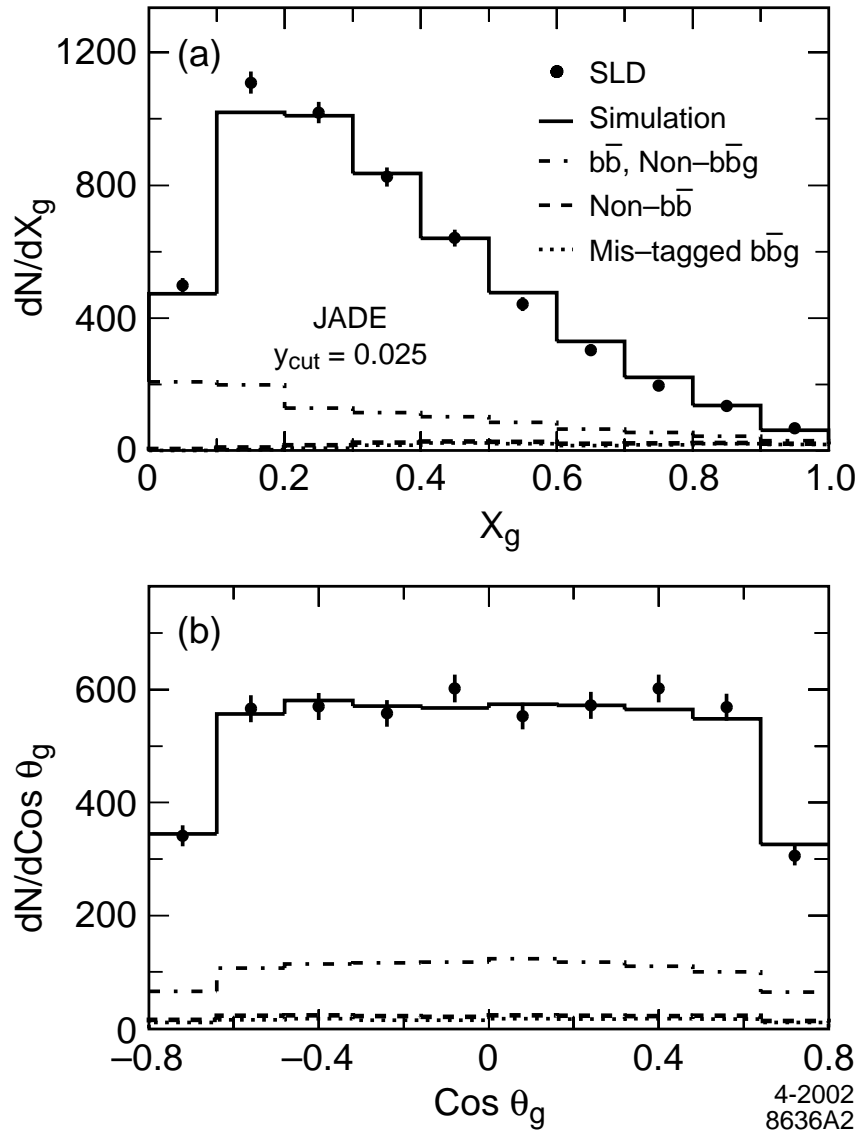 (a)
1200
800
400
0
dN/dX_g
SLD
Simulation
bb̅, Non–bb̅g
Non–bb̅
Mis–tagged bb̅g
JADE
y_cut = 0.025
0 0.2 0.4 0.6 0.8 1.0
X_g
(b)
600
400
200
0
dN/dCos θ_g
–0.8 –0.4 0 0.4 0.8
Cos θ_g
4-2002
8636A2